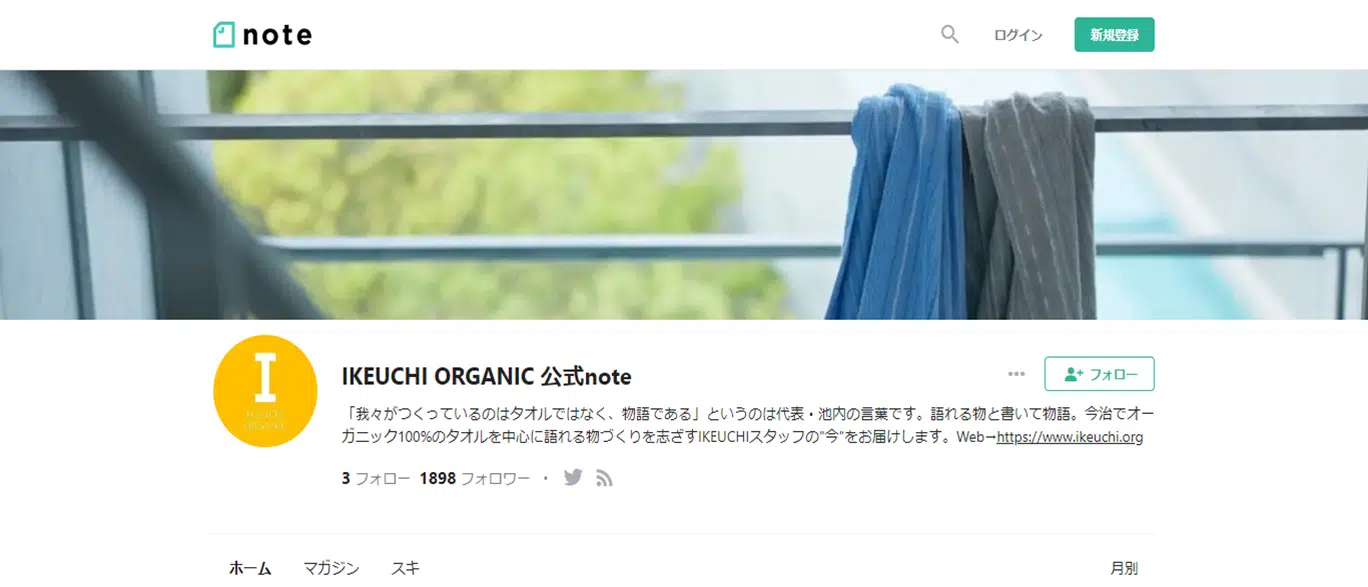 note
ログイン
新規登録
I
IKEUCHI
ORGANIC
IKEUCHI ORGANIC 公式note
フォロー
「我々がつくっているのはタオルではなく、物語である」というのは代表・池内の言葉です。語れる物と書いて物語。今治でオー
ガニック100%のタオルを中心に語れる物づくりを志ざすIKEUCHIスタッフの"今"をお届けします。Web→https://www.ikeuchi.org
3 フォロー 1898 フォロワー ・
ホーム マガジン スキ 月別